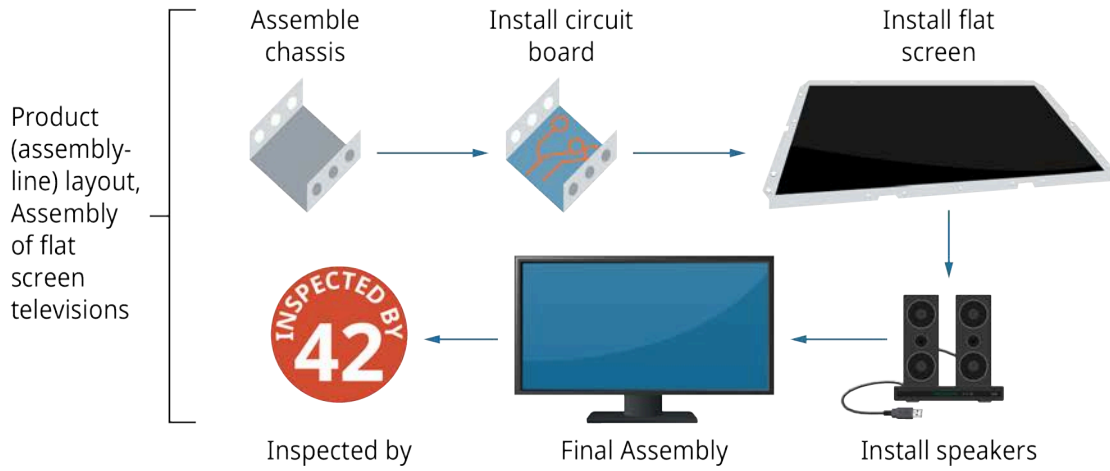 Product
(assembly-
line) layout,
Assembly
of flat
screen
televisions
Assemble
chassis
Install circuit
board
Install flat
screen
INSPECTED BY
42
Inspected by
Final Assembly
Install speakers